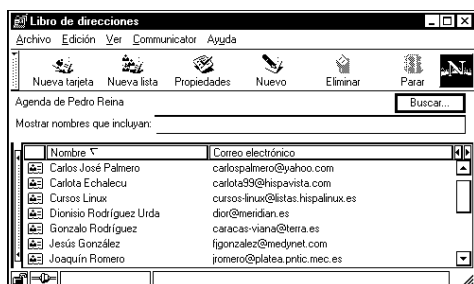 Libro de direcciones
Archivo Edición Ver Communicator Ayuda
Nueva tarjeta Nueva lista Propiedades Nuevo Eliminar Parar N
Agenda de Pedro Reina Buscar...
Mostrar nombres que incluyan:
Nombre Correo electrónico
Carlos José Palmero carlospalmero@yahoo.com
Carlota Echalecu carlota99@hispavista.com
Cursos Linux cursos-linux@listas.hispalinux.es
Dionisio Rodríguez Urda dior@meridian.es
Gonzalo Rodríguez caracas-viana@terra.es
Jesús González fjgonzalez@medynet.com
Joaquín Romero jromero@platea.pntic.mec.es